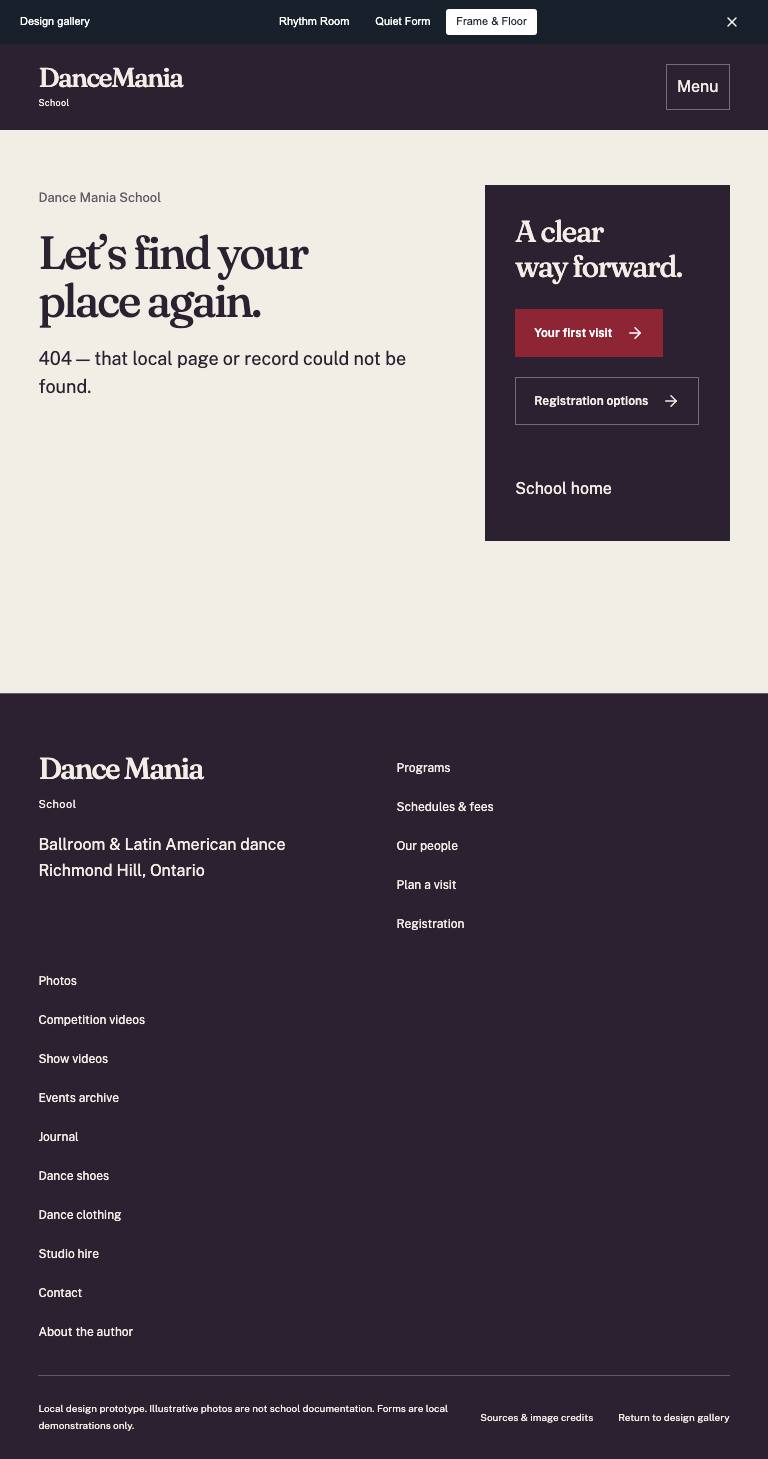 Design gallery
Rhythm Room
Quiet Form
Frame & Floor
DanceMania
School
Menu
Dance Mania School
Let’s find your
place again.
404 — that local page or record could not be
found.
A clear
way forward.
Your first visit
Registration options
School home
Dance Mania
School
Ballroom & Latin American dance
Richmond Hill, Ontario
Programs
Schedules & fees
Our people
Plan a visit
Registration
Photos
Competition videos
Show videos
Events archive
Journal
Dance shoes
Dance clothing
Studio hire
Contact
About the author
Local design prototype. Illustrative photos are not school documentation. Forms are local
demonstrations only.
Sources & image credits
Return to design gallery